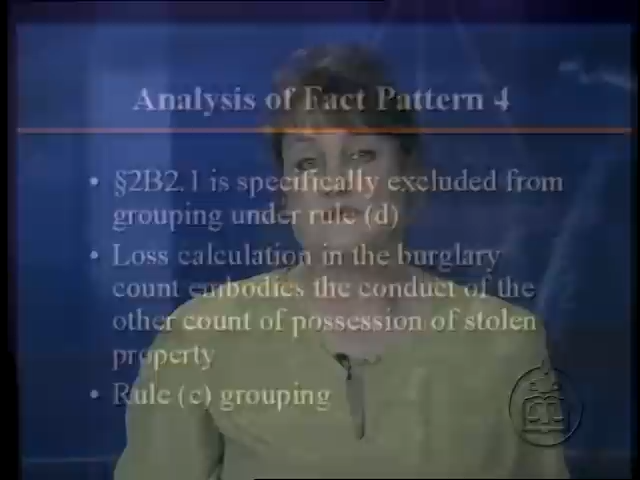 Analysis of Fact Pattern 4
• §2B2.1 is specifically excluded from
grouping under rule (d)
• Loss calculation in the burglary
count embodies the conduct of the
other count of possession of stolen
property
• Rule (c) grouping